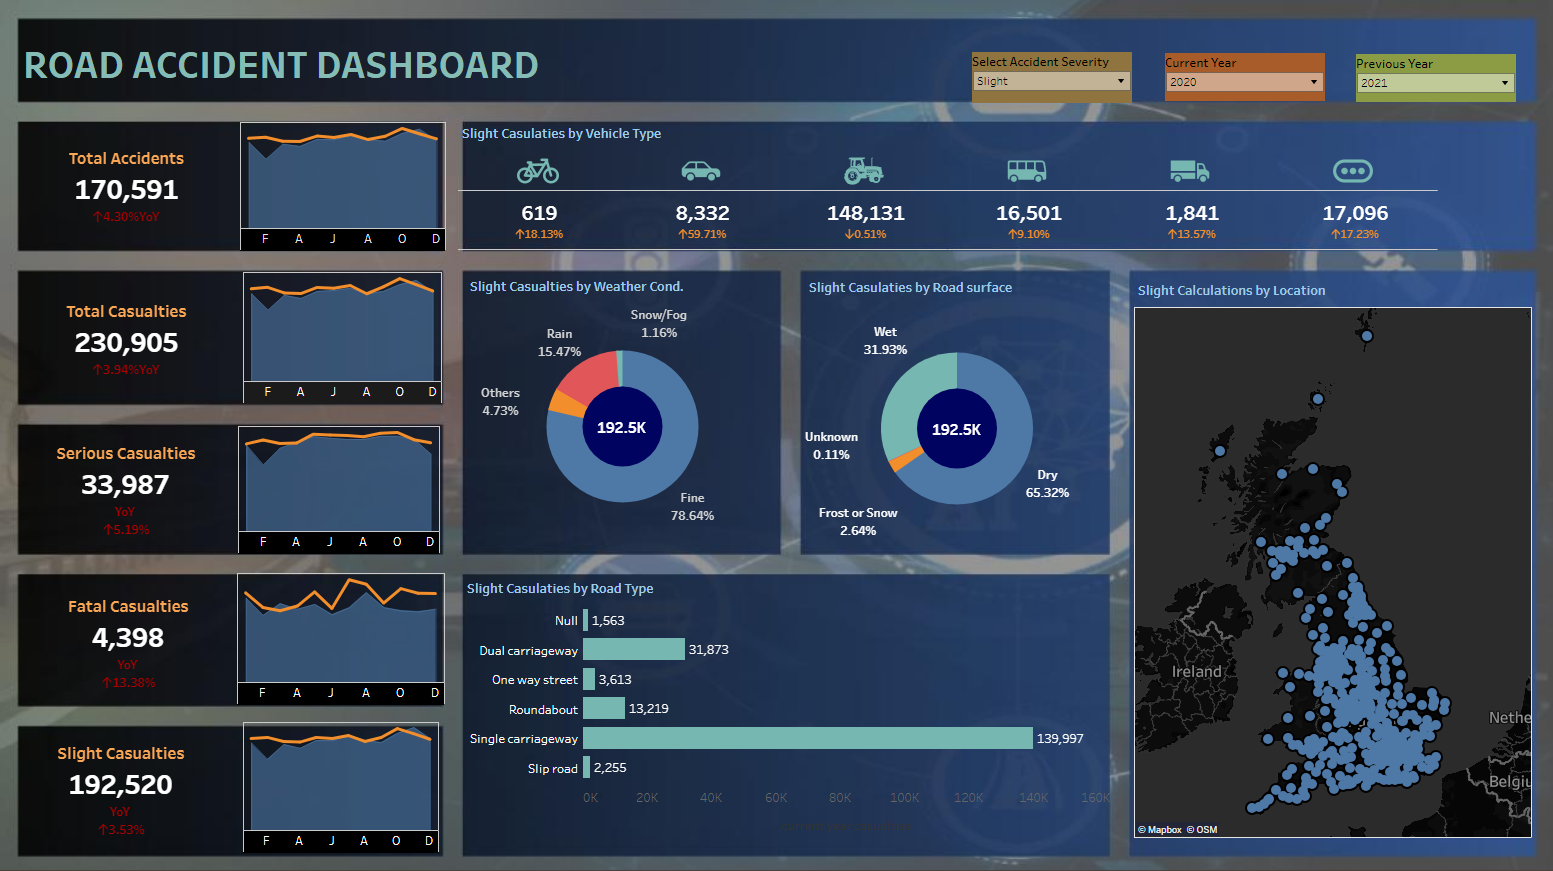 ROAD ACCIDENT DASHBOARD
Select Accident Severity
Slight
Current Year
2020
Previous Year
2021
Total Accidents
170,591
↑4.30%YoY
F A J A O D
Total Casualties
230,905
↑3.94%YoY
F A J A O D
Serious Casualties
33,987
YoY
↑5.19%
F A J A O D
Fatal Casualties
4,398
YoY
↑13.38%
F A J A O D
Slight Casualties
192,520
YoY
↑3.53%
F A J A O D
Slight Casulaties by Vehicle Type
619 8,332 148,131 16,501 1,841 17,096
↑18.13% ↑59.71% ↓0.51% ↑9.10% ↑13.57% ↑17.23%
Slight Casualties by Weather Cond.
Snow/Fog
1.16%
Rain
15.47%
Others
4.73%
192.5K
Fine
78.64%
Slight Casulaties by Road surface
Wet
31.93%
192.5K
Unknown
0.11%
Dry
65.32%
Frost or Snow
2.64%
Slight Casulaties by Road Type
Null 1,563
Dual carriageway 31,873
One way street 3,613
Roundabout 13,219
Single carriageway 139,997
Slip road 2,255
0K 20K 40K 60K 80K 100K 120K 140K 160K
Slight Calculations by Location
Ireland
Nethe
Belgiu
© Mapbox © OSM